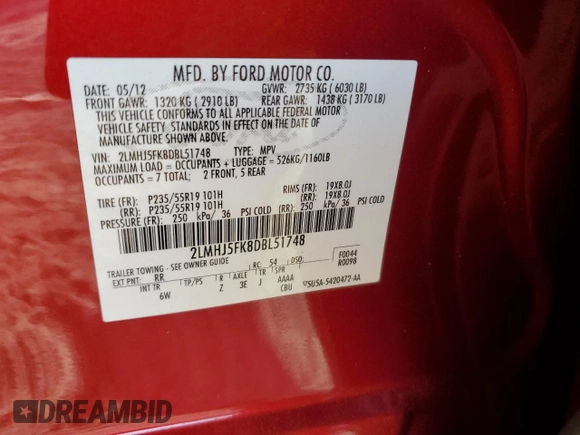 MFD. BY FORD MOTOR CO.
DATE: 05/12 GVWR: 2735 KG ( 6030 LB)
FRONT GAWR: 1320 KG ( 2910 LB) REAR GAWR: 1438 KG ( 3170 LB)
THIS VEHICLE CONFORMS TO ALL APPLICABLE FEDERAL MOTOR
VEHICLE SAFETY STANDARDS IN EFFECT ON THE DATE OF
MANUFACTURE SHOWN ABOVE.
VIN: 2LMHJ5FK8DBL51748 TYPE: MPV
MAXIMUM LOAD = OCCUPANTS + LUGGAGE = 526KG/1160LB
OCCUPANTS = 7 TOTAL; 2 FRONT, 5 REAR
TIRE (FR): P235/55R19 101H RIMS (FR): 19X8.0J
(RR): P235/55R19 101H (RR): 19X8.0J
PRESSURE (FR): 250 kPa/ 36 PSI COLD (RR): 250 kPa/ 36 PSI COLD
2LMHJ5FK8DBL51748
TRAILER TOWING - SEE OWNER GUIDE RC: 54 DSO: F0044
EXT PNT: RR R0098
INT TR TP/PS R TR SPR AAAA
6W Z 3E J CBU
DREAMBID